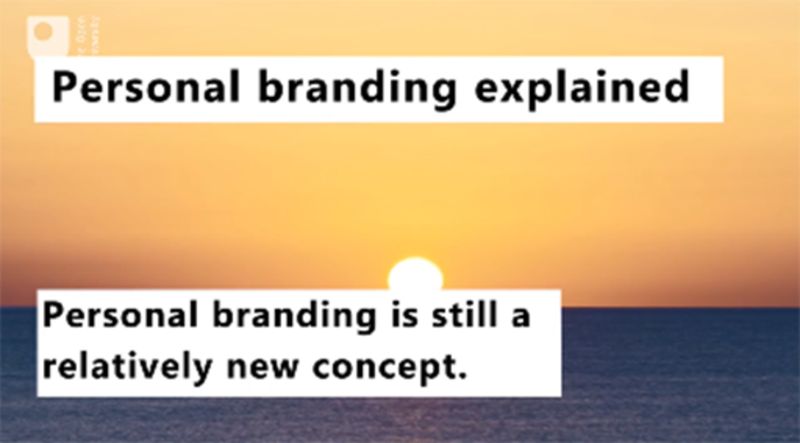 Personal branding explained
Personal branding is still a
relatively new concept.